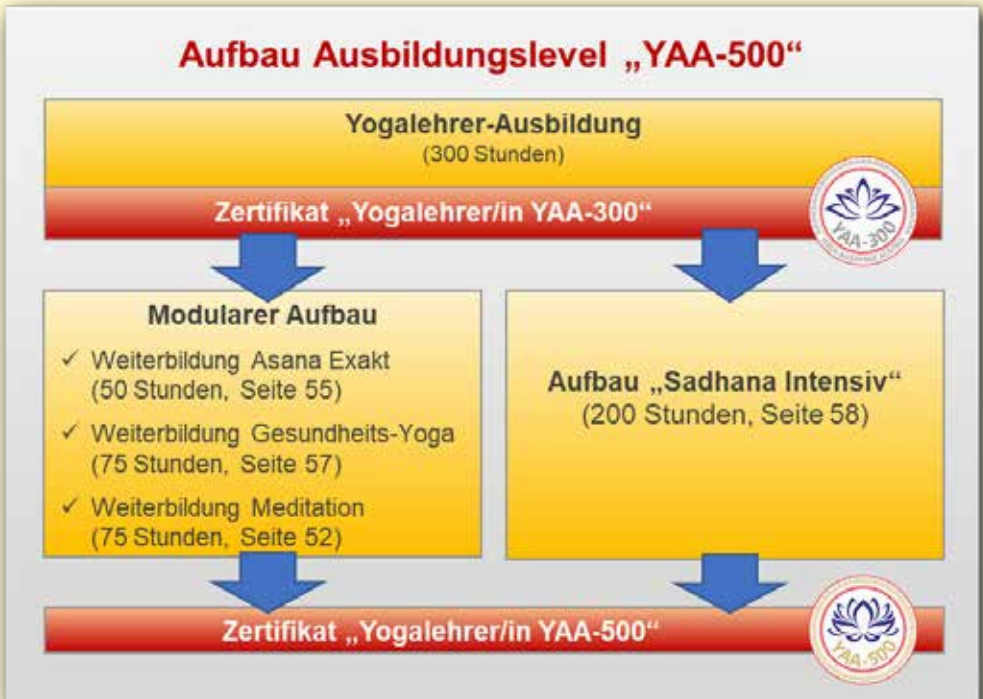 Aufbau Ausbildungslevel „YAA-500“
Yogalehrer-Ausbildung
(300 Stunden)
Zertifikat „Yogalehrer/in YAA-300“
YAA-300
Modularer Aufbau
✓ Weiterbildung Asana Exakt
(50 Stunden, Seite 55)
✓ Weiterbildung Gesundheits-Yoga
(75 Stunden, Seite 57)
✓ Weiterbildung Meditation
(75 Stunden, Seite 52)
Aufbau „Sadhana Intensiv“
(200 Stunden, Seite 58)
Zertifikat „Yogalehrer/in YAA-500“
YAA-500